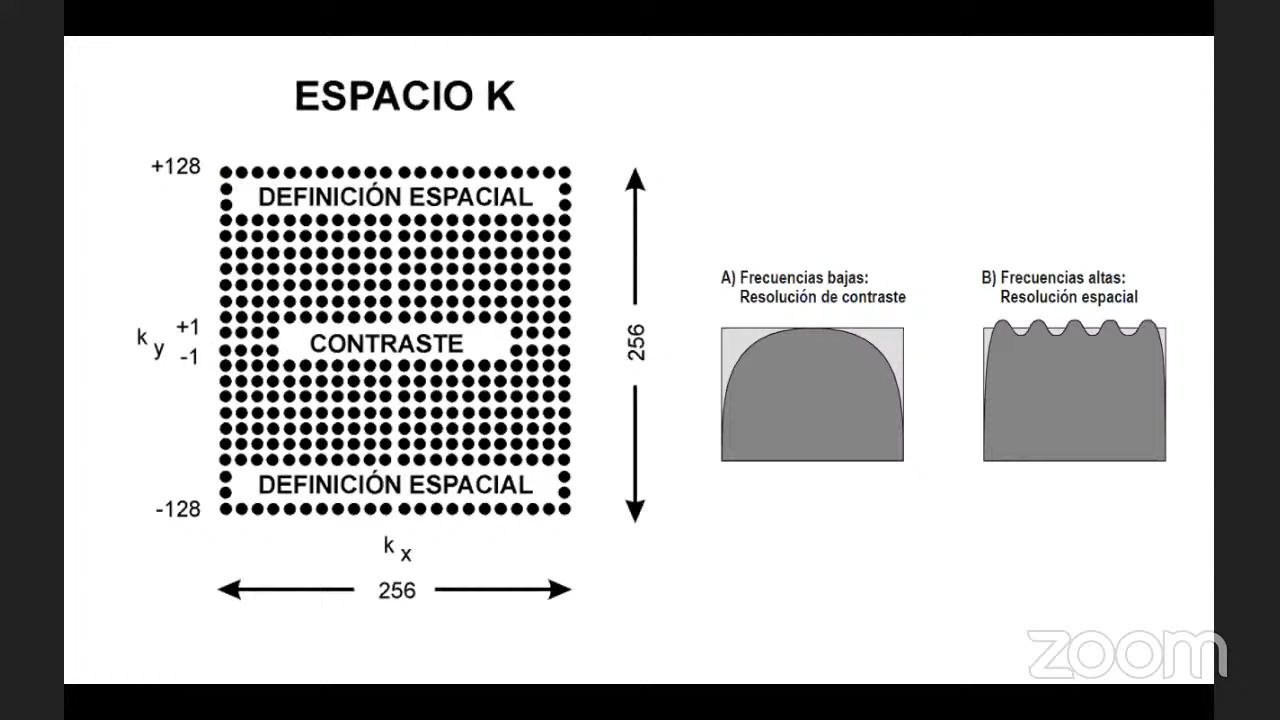 ESPACIO K
+128
DEFINICIÓN ESPACIAL
k y
+1
-1
CONTRASTE
256
DEFINICIÓN ESPACIAL
-128
k x
256
A) Frecuencias bajas:
Resolución de contraste
B) Frecuencias altas:
Resolución espacial
zoom